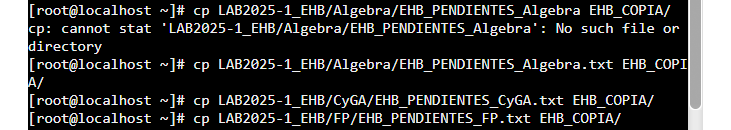 [root@localhost ~]# cp LAB2025-1_EHB/Algebra/EHB_PENDIENTES_Algebra EHB_COPIA/
cp: cannot stat 'LAB2025-1_EHB/Algebra/EHB_PENDIENTES_Algebra': No such file or
directory
[root@localhost ~]# cp LAB2025-1_EHB/Algebra/EHB_PENDIENTES_Algebra.txt EHB_COPI
A/
[root@localhost ~]# cp LAB2025-1_EHB/CyGA/EHB_PENDIENTES_CyGA.txt EHB_COPIA/
[root@localhost ~]# cp LAB2025-1_EHB/FP/EHB_PENDIENTES_FP.txt EHB_COPIA/